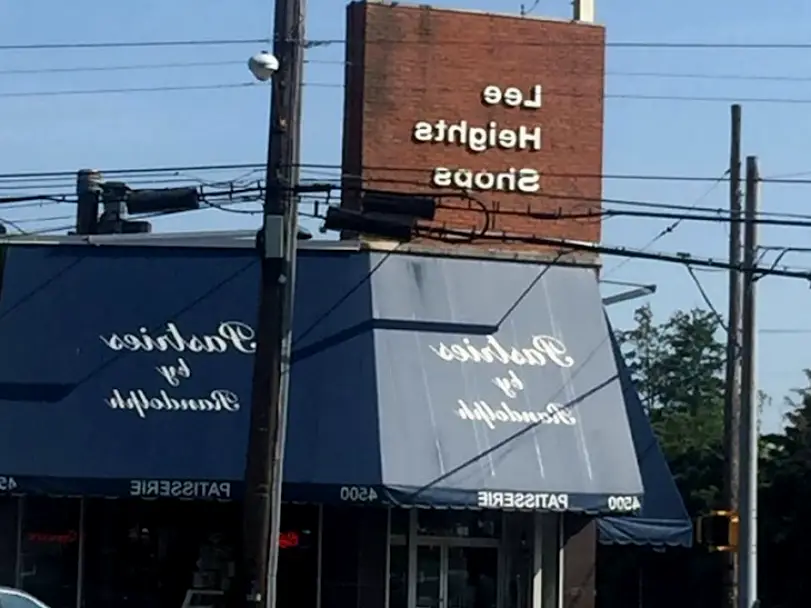 Lee
Heights
Shops
Pastries
by
Randolph
Pastries
by
Randolph
PATISSERIE
4500
PATISSERIE
4500